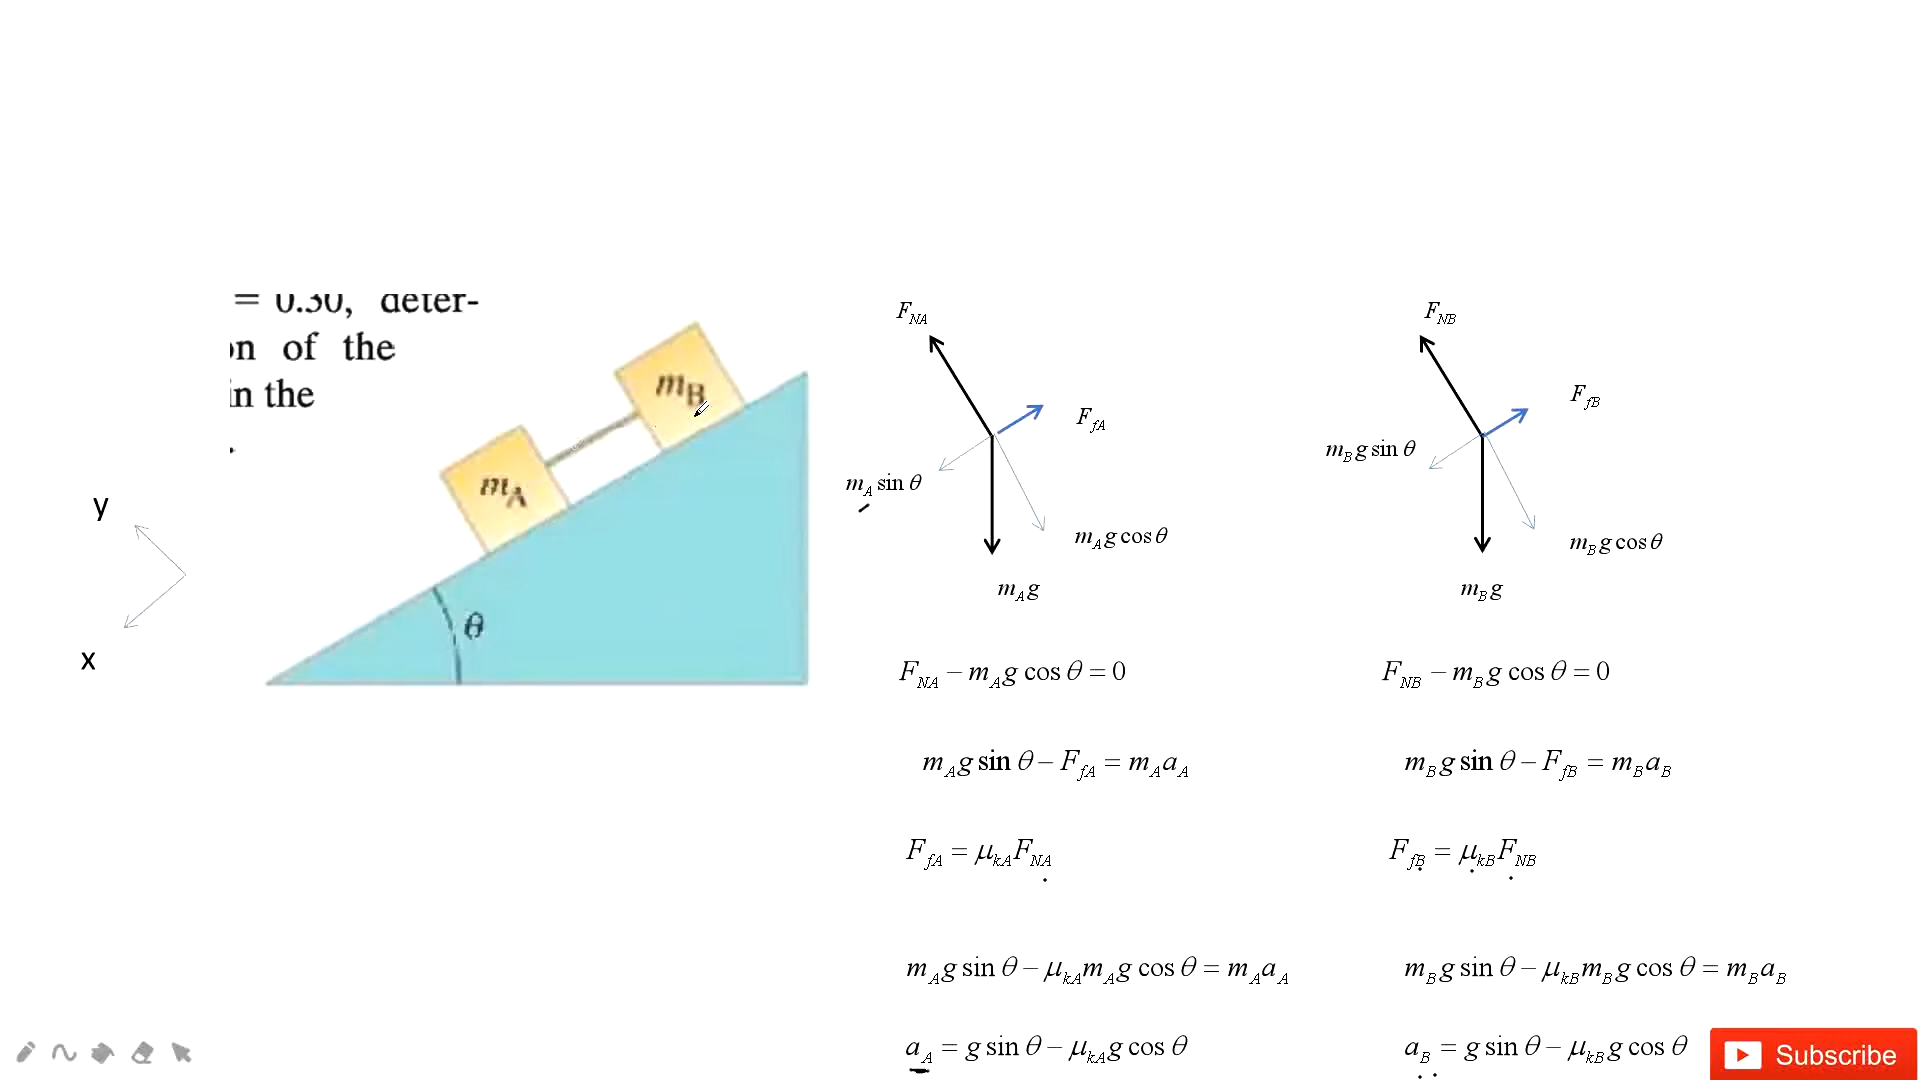 = 0.30, deter-
on of the
in the
.
m_B
m_A
θ
y
x
F_NA
F_fA
m_A sin θ
m_A g cos θ
m_A g
F_NA − m_A g cos θ = 0
m_A g sin θ − F_fA = m_A a_A
F_fA = μ_kA F_NA
m_A g sin θ − μ_kA m_A g cos θ = m_A a_A
a_A = g sin θ − μ_kA g cos θ
F_NB
F_fB
m_B g sin θ
m_B g cos θ
m_B g
F_NB − m_B g cos θ = 0
m_B g sin θ − F_fB = m_B a_B
F_fB = μ_kB F_NB
m_B g sin θ − μ_kB m_B g cos θ = m_B a_B
a_B = g sin θ − μ_kB g cos θ
Subscribe